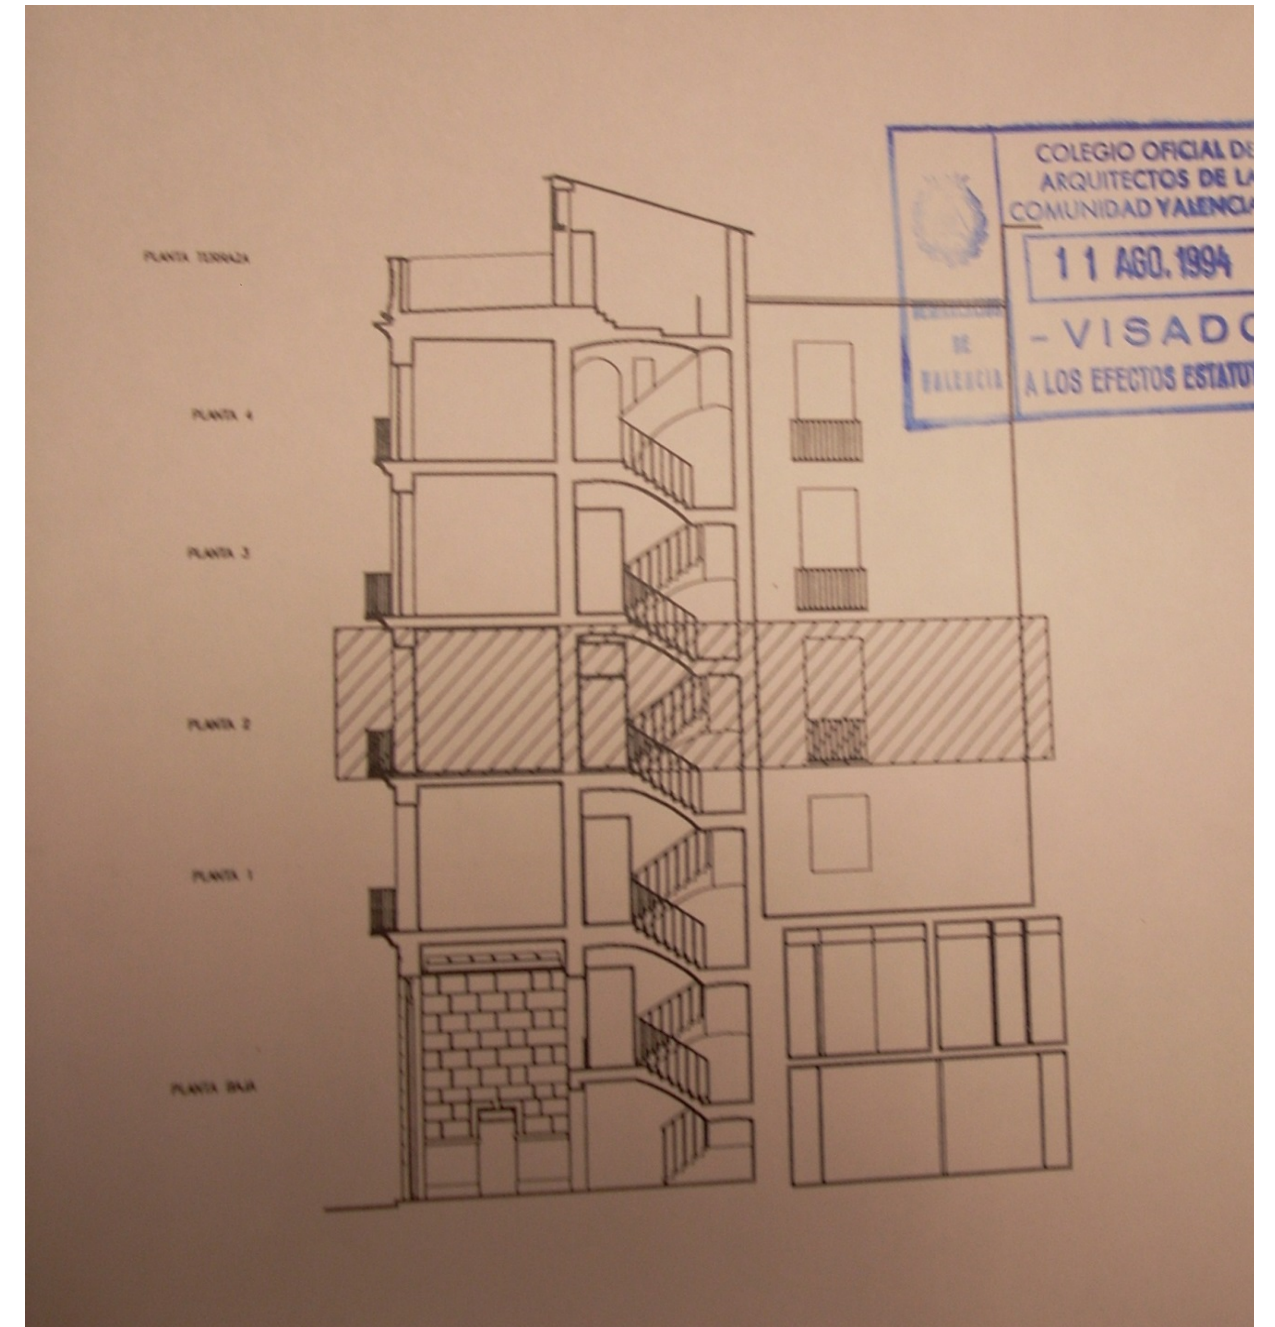 COLEGIO OFICIAL DE
ARQUITECTOS DE LA
COMUNIDAD VALENCIA
PLANTA TERRAZA
11 AGO. 1994
- VISADO
DE
VALENCIA
A LOS EFECTOS ESTATUT
PLANTA 4
PLANTA 3
PLANTA 2
PLANTA 1
PLANTA BAJA